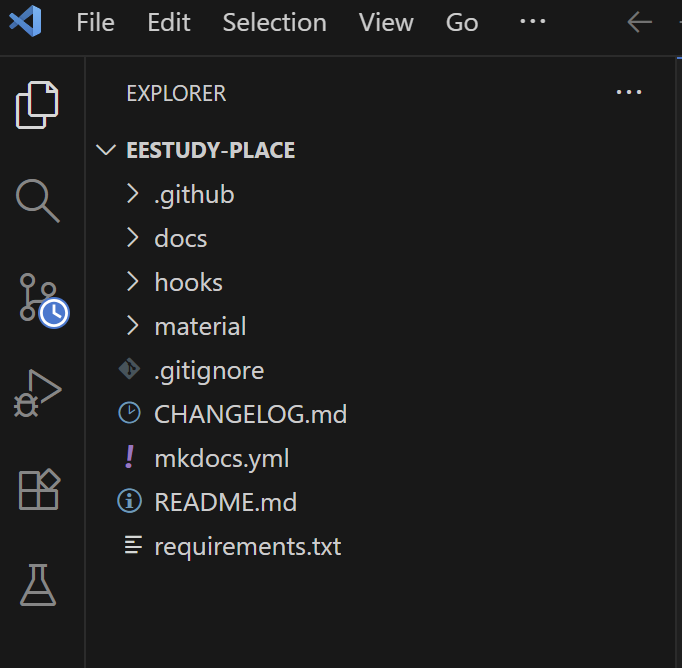 File Edit Selection View Go ...
EXPLORER ...
EESTUDY-PLACE
.github
docs
hooks
material
.gitignore
CHANGELOG.md
mkdocs.yml
README.md
requirements.txt